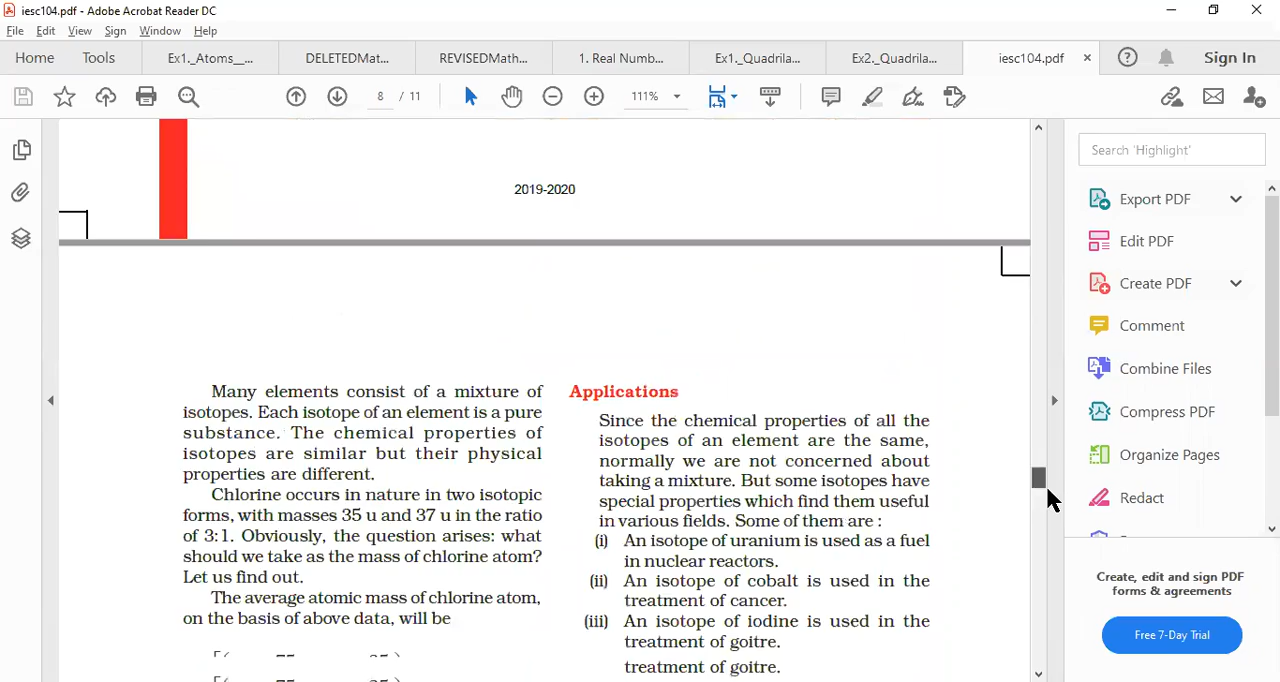 iesc104.pdf - Adobe Acrobat Reader DC
File Edit View Sign Window Help
Home Tools Ex1._Atoms__... DELETEDMat... REVISEDMath... 1. Real Numb... Ex1._Quadrila... Ex2._Quadrila... iesc104.pdf × Sign In
8 / 11 111%
2019-2020
Many elements consist of a mixture of
isotopes. Each isotope of an element is a pure
substance. The chemical properties of
isotopes are similar but their physical
properties are different.
Chlorine occurs in nature in two isotopic
forms, with masses 35 u and 37 u in the ratio
of 3:1. Obviously, the question arises: what
should we take as the mass of chlorine atom?
Let us find out.
The average atomic mass of chlorine atom,
on the basis of above data, will be
Applications
Since the chemical properties of all the
isotopes of an element are the same,
normally we are not concerned about
taking a mixture. But some isotopes have
special properties which find them useful
in various fields. Some of them are :
(i) An isotope of uranium is used as a fuel
in nuclear reactors.
(ii) An isotope of cobalt is used in the
treatment of cancer.
(iii) An isotope of iodine is used in the
treatment of goitre.
treatment of goitre.
Search 'Highlight'
Export PDF
Edit PDF
Create PDF
Comment
Combine Files
Compress PDF
Organize Pages
Redact
Create, edit and sign PDF
forms & agreements
Free 7-Day Trial